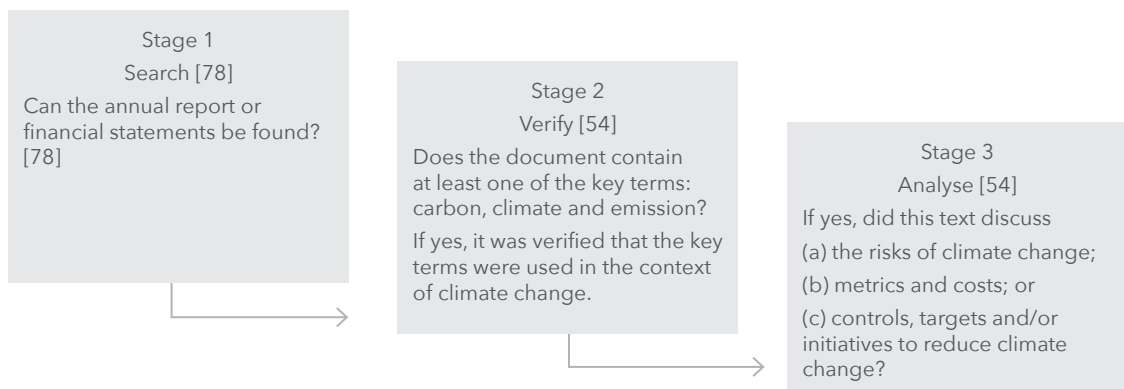 Stage 1
Search [78]
Can the annual report or
financial statements be found?
[78]
Stage 2
Verify [54]
Does the document contain
at least one of the key terms:
carbon, climate and emission?
If yes, it was verified that the key
terms were used in the context
of climate change.
Stage 3
Analyse [54]
If yes, did this text discuss
(a) the risks of climate change;
(b) metrics and costs; or
(c) controls, targets and/or
initiatives to reduce climate
change?